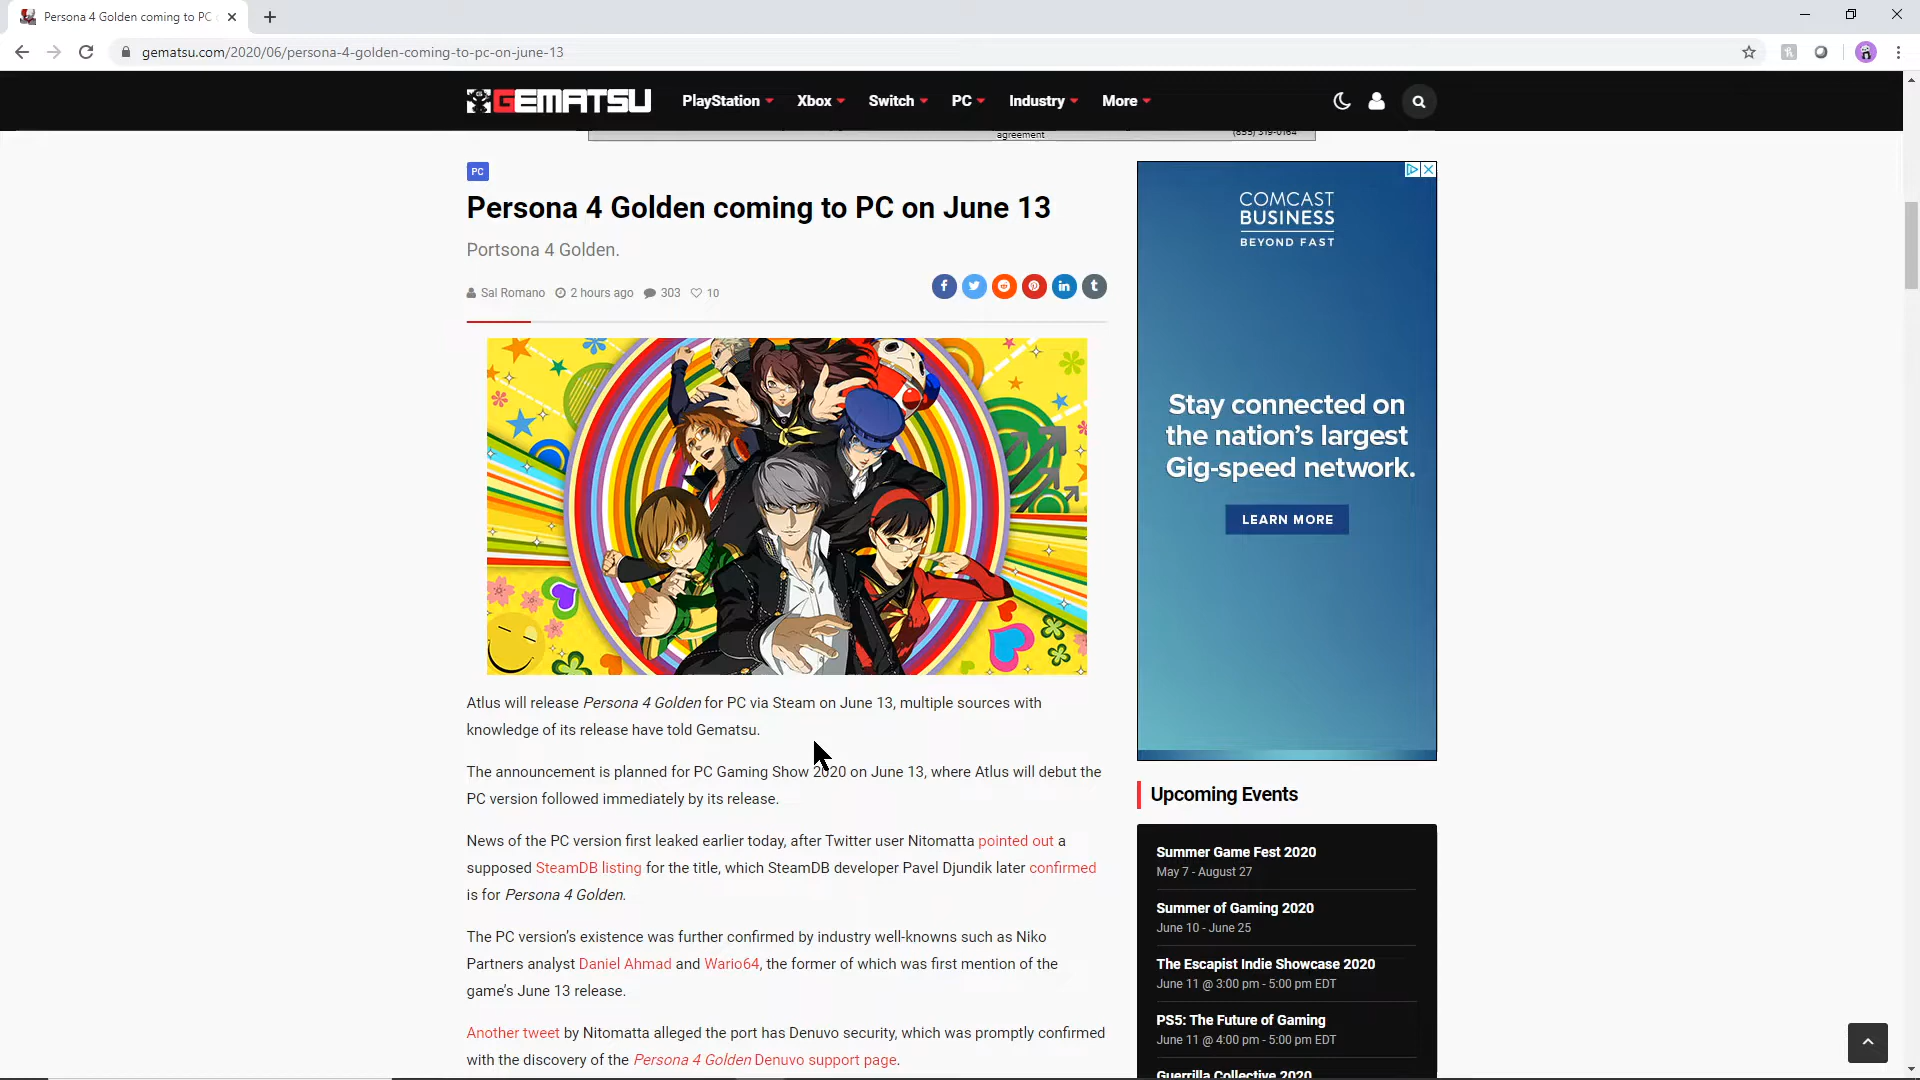 Persona 4 Golden coming to PC
gematsu.com/2020/06/persona-4-golden-coming-to-pc-on-june-13
GEMATSU
PlayStation
Xbox
Switch
PC
Industry
More
agreement
(855) 319-0164
PC
Persona 4 Golden coming to PC on June 13
Portsona 4 Golden.
Sal Romano 2 hours ago 303 10
Atlus will release Persona 4 Golden for PC via Steam on June 13, multiple sources with
knowledge of its release have told Gematsu.
The announcement is planned for PC Gaming Show 2020 on June 13, where Atlus will debut the
PC version followed immediately by its release.
News of the PC version first leaked earlier today, after Twitter user Nitomatta pointed out a
supposed SteamDB listing for the title, which SteamDB developer Pavel Djundik later confirmed
is for Persona 4 Golden.
The PC version's existence was further confirmed by industry well-knowns such as Niko
Partners analyst Daniel Ahmad and Wario64, the former of which was first mention of the
game's June 13 release.
Another tweet by Nitomatta alleged the port has Denuvo security, which was promptly confirmed
with the discovery of the Persona 4 Golden Denuvo support page.
COMCAST
BUSINESS
BEYOND FAST
Stay connected on
the nation's largest
Gig-speed network.
LEARN MORE
Upcoming Events
Summer Game Fest 2020
May 7 - August 27
Summer of Gaming 2020
June 10 - June 25
The Escapist Indie Showcase 2020
June 11 @ 3:00 pm - 5:00 pm EDT
PS5: The Future of Gaming
June 11 @ 4:00 pm - 5:00 pm EDT
Guerrilla Collective 2020